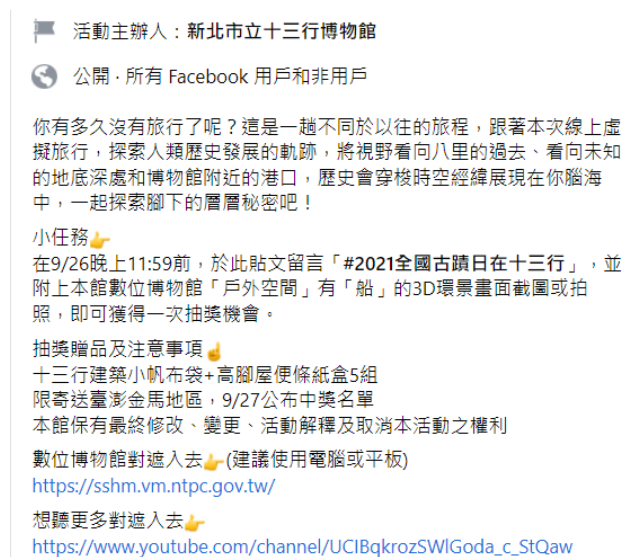 活動主辦人：新北市立十三行博物館
公開 · 所有 Facebook 用戶和非用戶
你有多久沒有旅行了呢？這是一趟不同於以往的旅程，跟著本次線上虛
擬旅行，探索人類歷史發展的軌跡，將視野看向八里的過去、看向未知
的地底深處和博物館附近的港口，歷史會穿梭時空經緯展現在你腦海
中，一起探索腳下的層層秘密吧！
小任務👉
在9/26晚上11:59前，於此貼文留言「#2021全國古蹟日在十三行」，並
附上本館數位博物館「戶外空間」有「船」的3D環景畫面截圖或拍
照，即可獲得一次抽獎機會。
抽獎贈品及注意事項☝
十三行建築小帆布袋+高腳屋便條紙盒5組
限寄送臺澎金馬地區，9/27公布中獎名單
本館保有最終修改、變更、活動解釋及取消本活動之權利
數位博物館對遮入去👉(建議使用電腦或平板)
https://sshm.vm.ntpc.gov.tw/
想聽更多對遮入去👉
https://www.youtube.com/channel/UCIBqkrozSWlGoda_c_StQaw